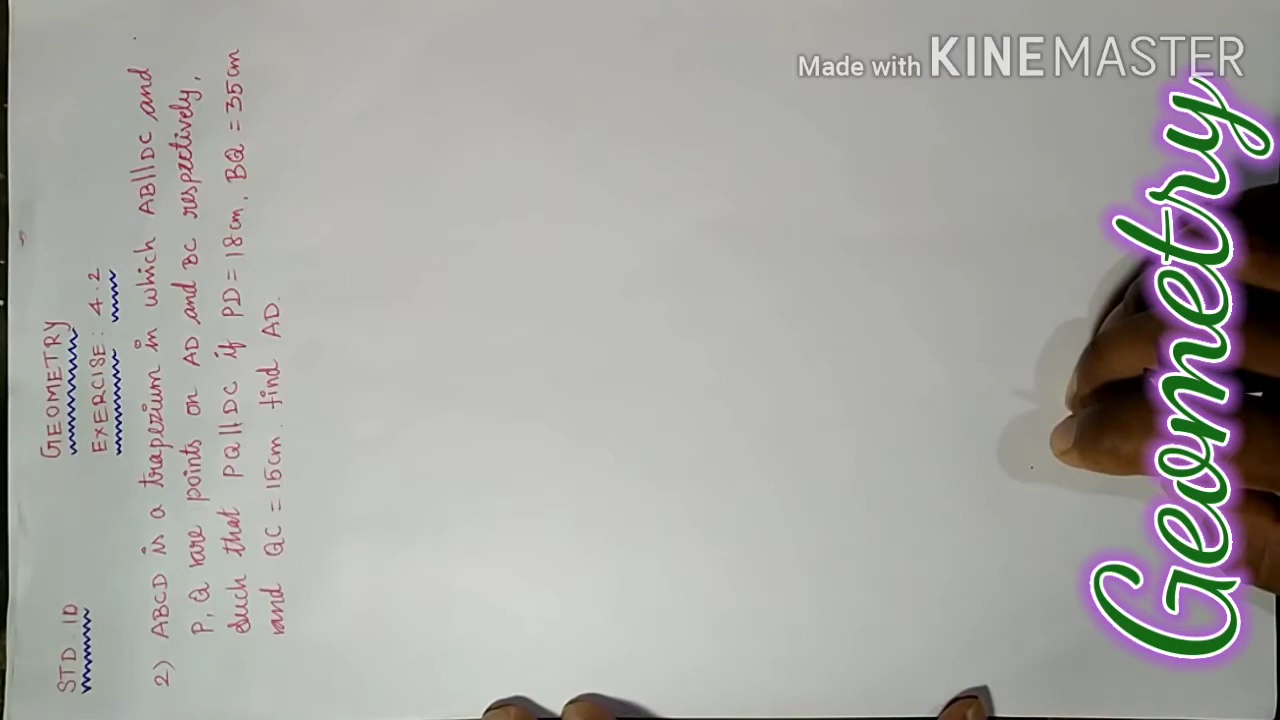 STD 10
GEOMETRY
EXERCISE: 4.2
2) ABCD is a trapezium in which AB||DC and
P, Q are points on AD and BC respectively,
such that PQ||DC if PD = 18cm, BQ = 35cm
and QC = 15cm. find AD.
Made with KINEMASTER
Geometry